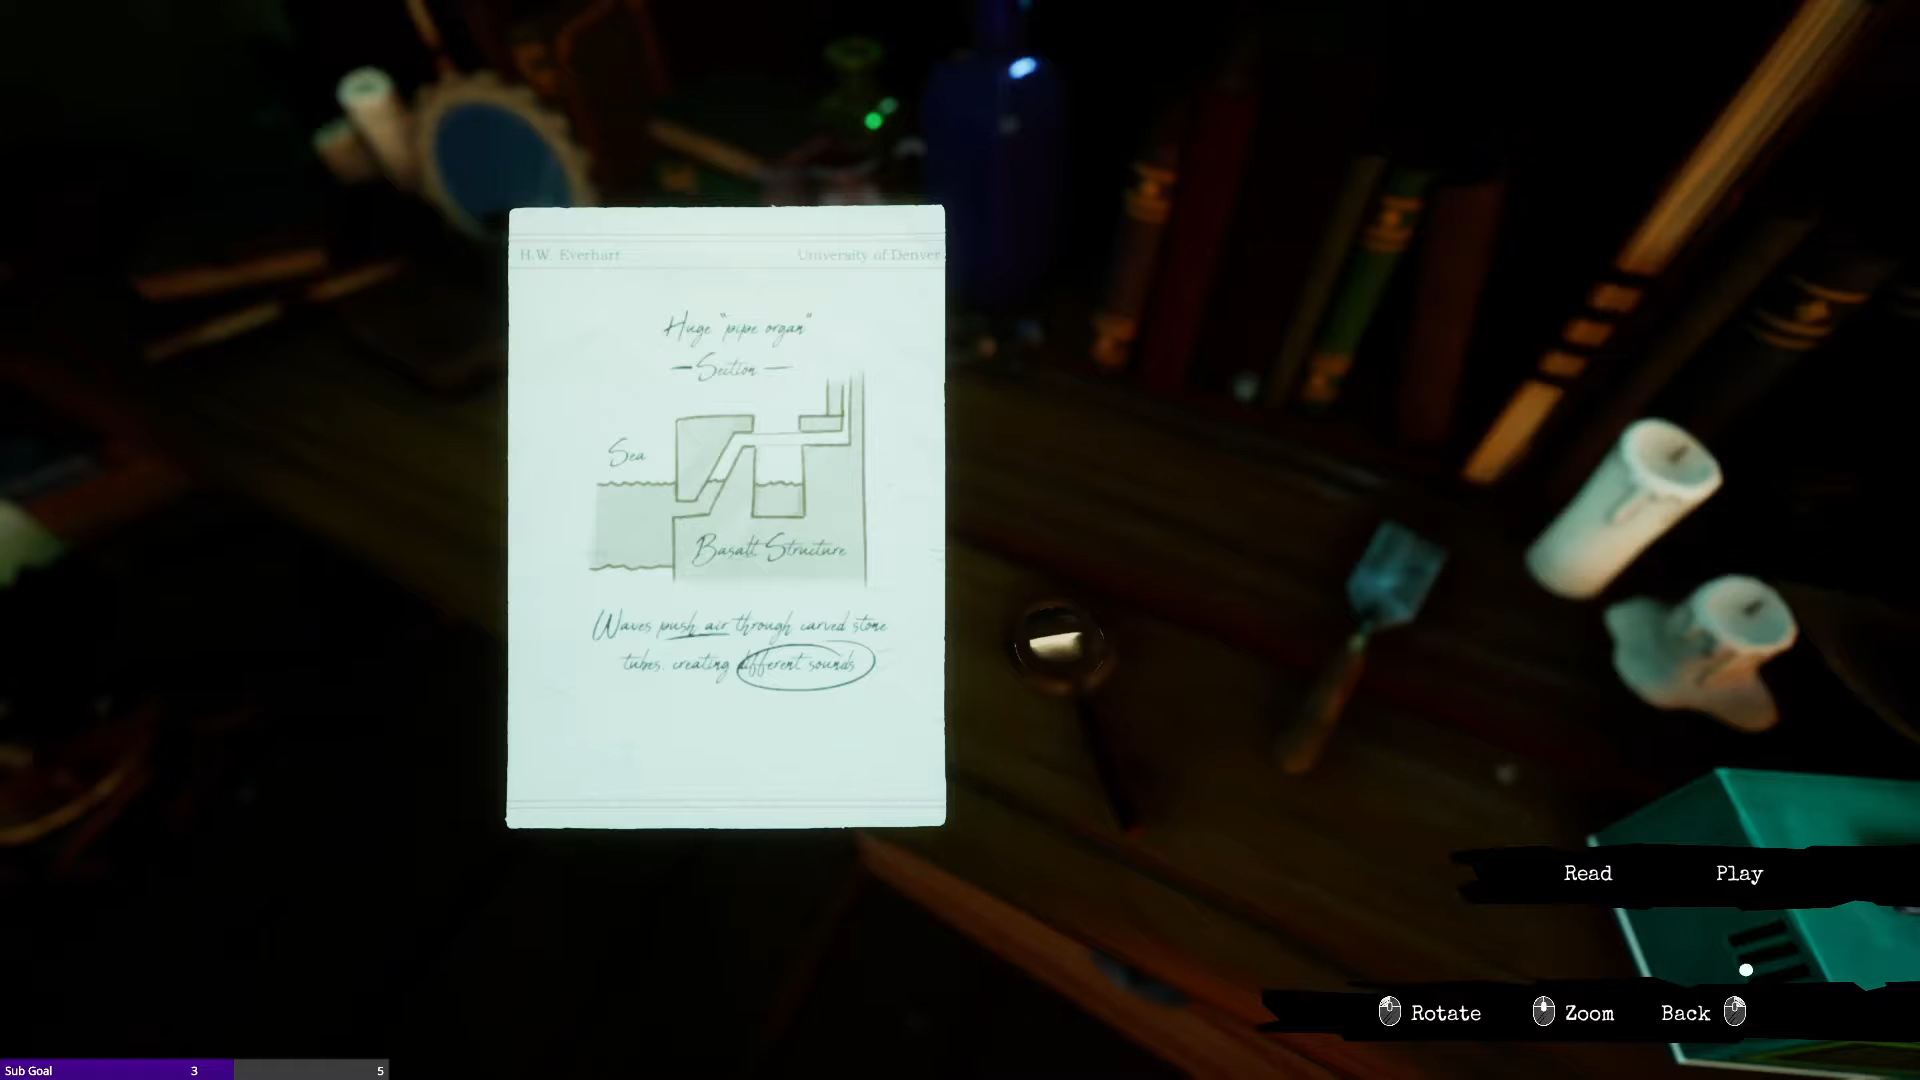 H.W. Everhart
University of Denver
Huge "pipe organ"
— Section —
Sea
Basalt Structure
Waves push air through carved stone
tubes, creating different sounds
Read
Play
Rotate
Zoom
Back
Sub Goal
3
5